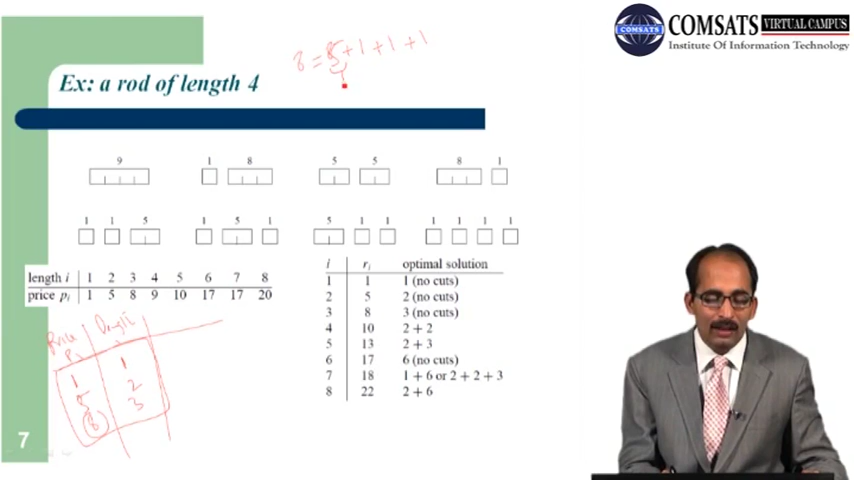 COMSATS VIRTUAL CAMPUS
Institute Of Information Technology
8 = 5 + 1 + 1 + 1
Ex: a rod of length 4
9 1 8 5 5 8 1
1 1 5 1 5 1 5 1 1 1 1 1 1
length i 1 2 3 4 5 6 7 8
price pi 1 5 8 9 10 17 17 20
i ri optimal solution
1 1 1 (no cuts)
2 5 2 (no cuts)
3 8 3 (no cuts)
4 10 2 + 2
5 13 2 + 3
6 17 6 (no cuts)
7 18 1 + 6 or 2 + 2 + 3
8 22 2 + 6
Price
Pi
1 1
5 2
8 3
7